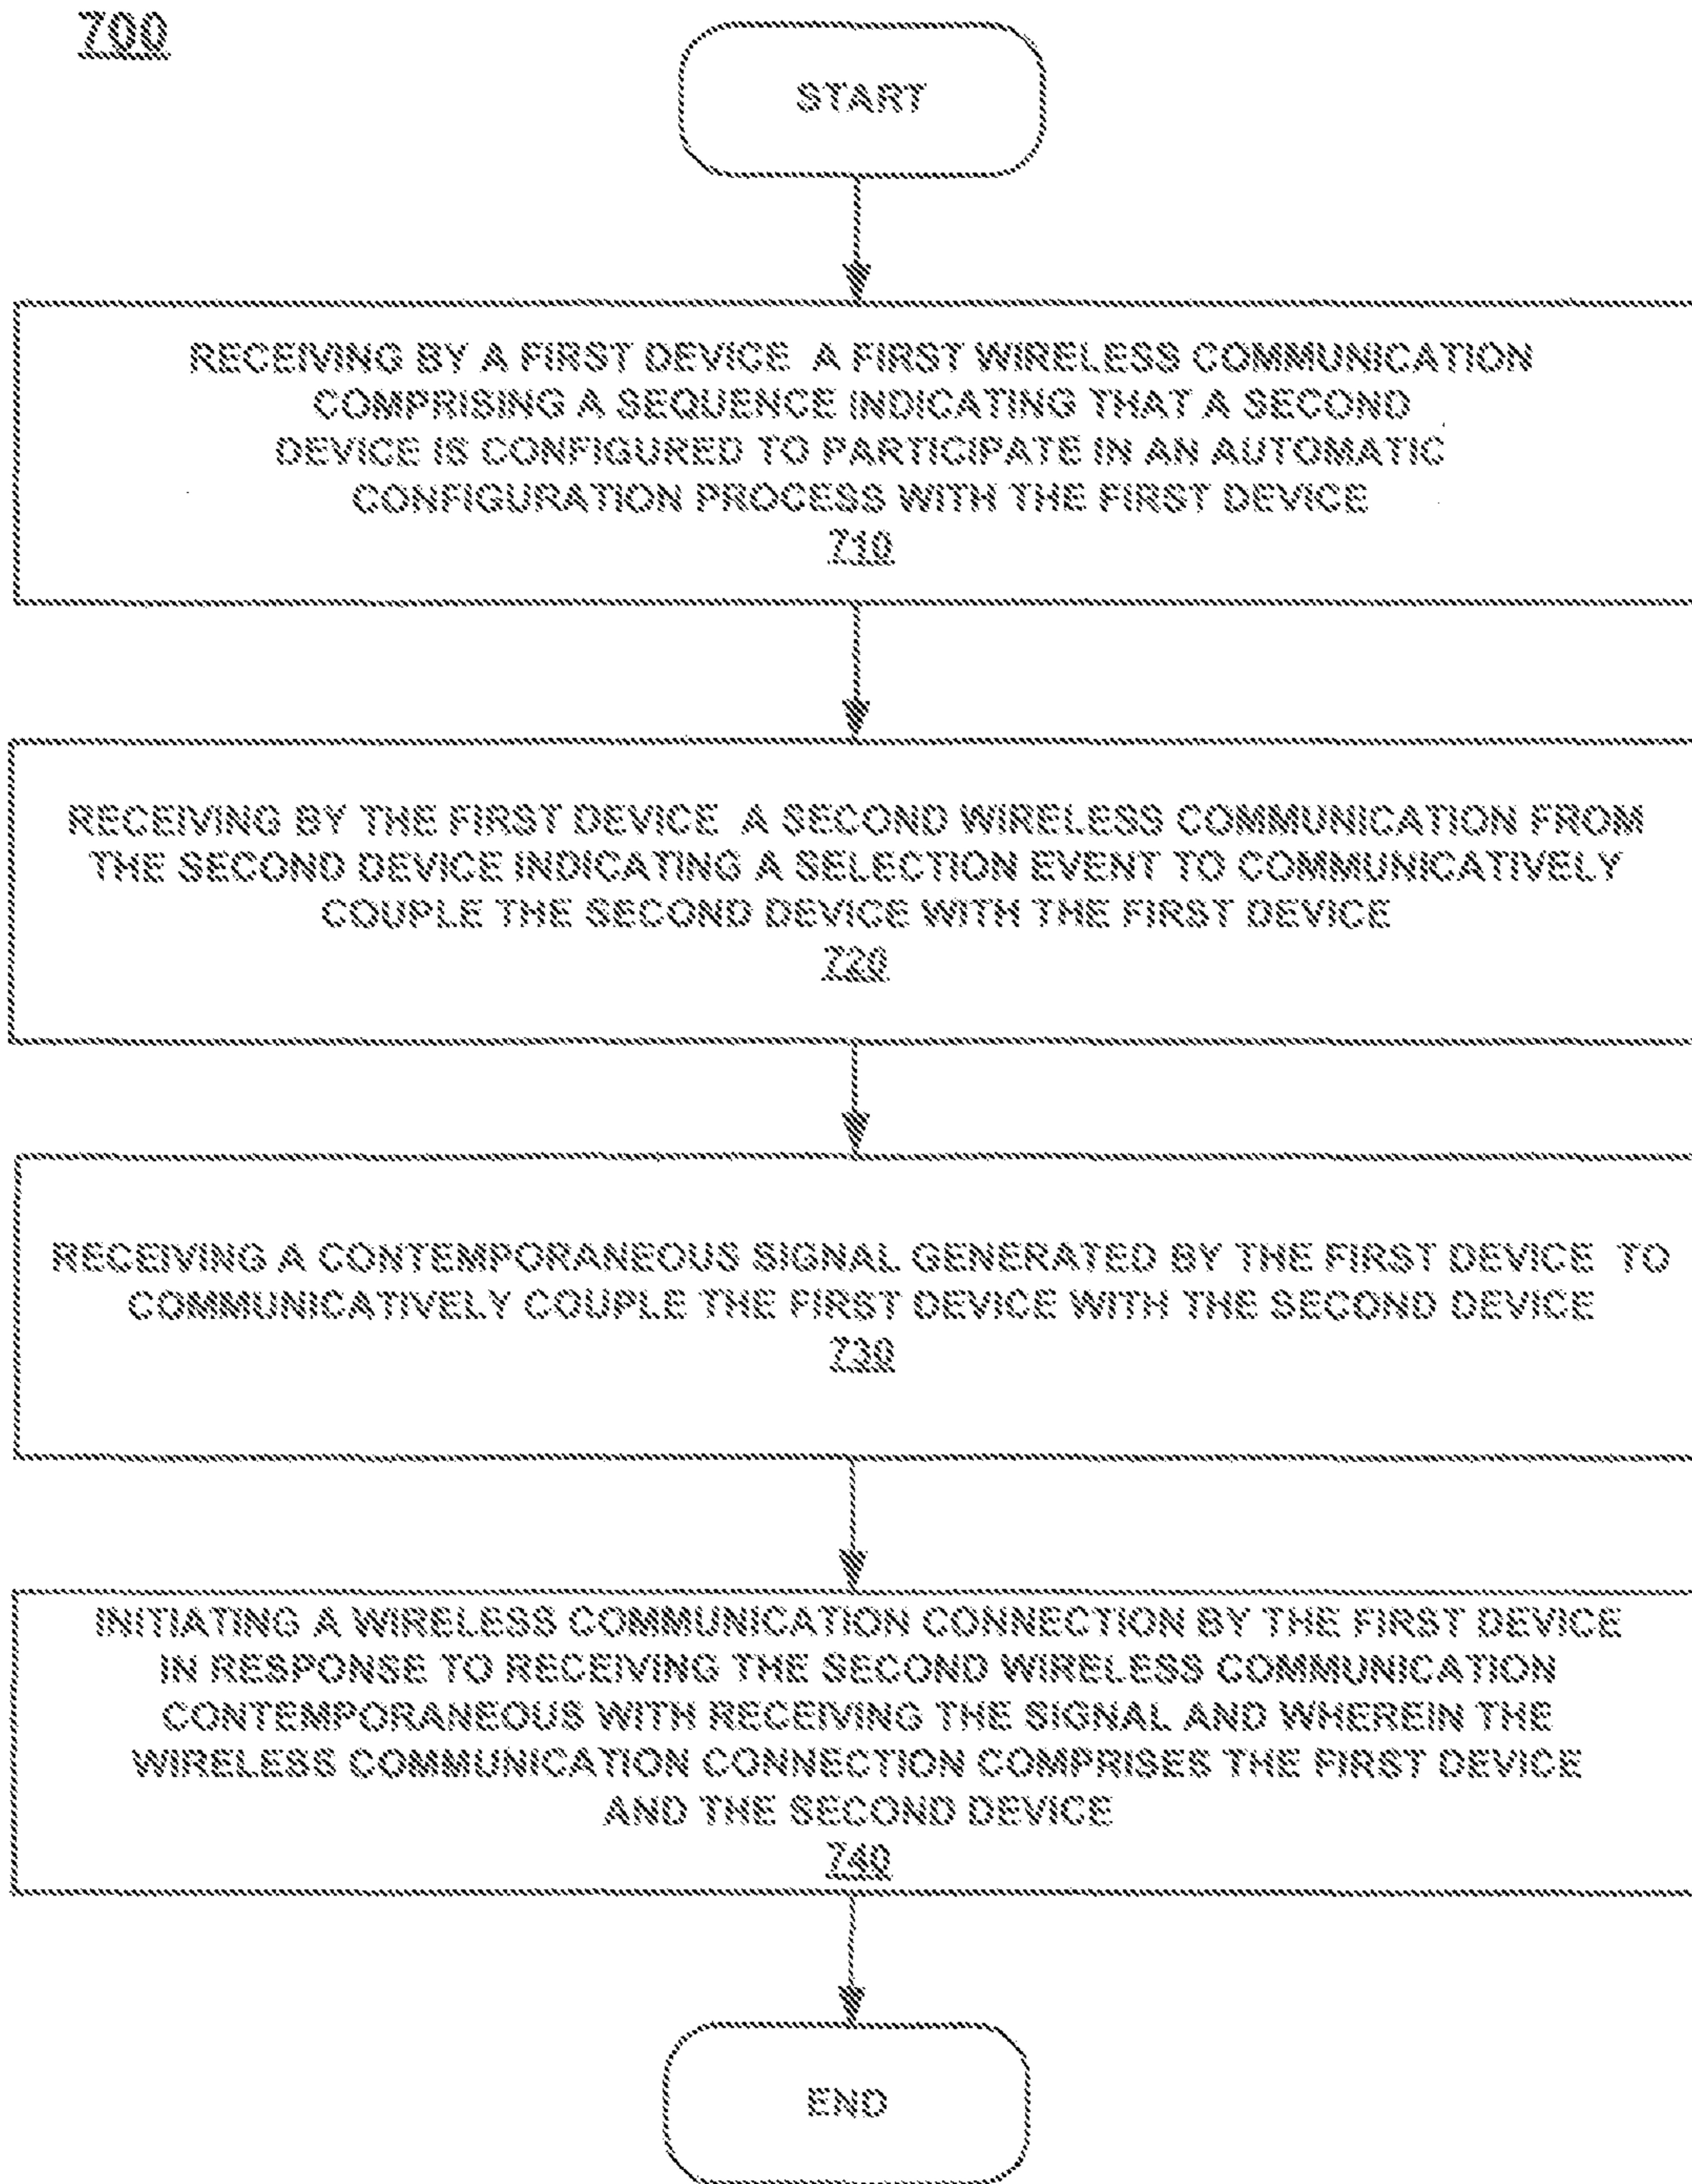 700
START
RECEIVING BY A FIRST DEVICE A FIRST WIRELESS COMMUNICATION
COMPRISING A SEQUENCE INDICATING THAT A SECOND
DEVICE IS CONFIGURED TO PARTICIPATE IN AN AUTOMATIC
CONFIGURATION PROCESS WITH THE FIRST DEVICE
710
RECEIVING BY THE FIRST DEVICE A SECOND WIRELESS COMMUNICATION FROM
THE SECOND DEVICE INDICATING A SELECTION EVENT TO COMMUNICATIVELY
COUPLE THE SECOND DEVICE WITH THE FIRST DEVICE
720
RECEIVING A CONTEMPORANEOUS SIGNAL GENERATED BY THE FIRST DEVICE TO
COMMUNICATIVELY COUPLE THE FIRST DEVICE WITH THE SECOND DEVICE
730
INITIATING A WIRELESS COMMUNICATION CONNECTION BY THE FIRST DEVICE
IN RESPONSE TO RECEIVING THE SECOND WIRELESS COMMUNICATION
CONTEMPORANEOUS WITH RECEIVING THE SIGNAL AND WHEREIN THE
WIRELESS COMMUNICATION CONNECTION COMPRISES THE FIRST DEVICE
AND THE SECOND DEVICE
740
END